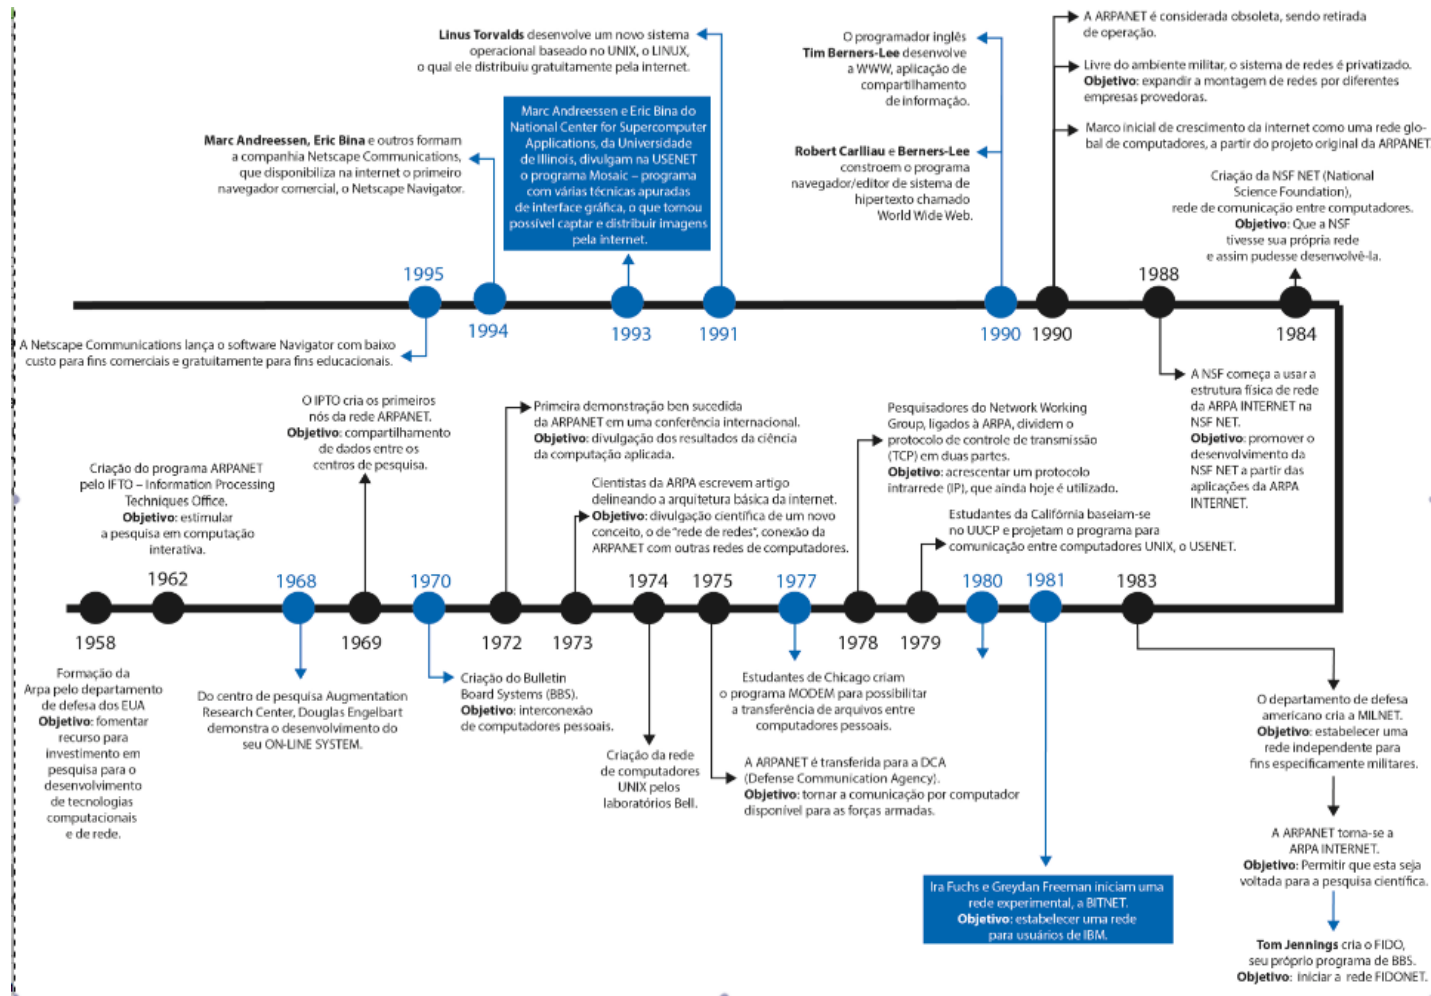 Linus Torvalds desenvolve um novo sistema
operacional baseado no UNIX, o LINUX,
o qual ele distribuiu gratuitamente pela internet.
O programador inglês
Tim Berners-Lee desenvolve
a WWW, aplicação de
compartilhamento
de informação.
A ARPANET é considerada obsoleta, sendo retirada
de operação.
Livre do ambiente militar, o sistema de redes é privatizado.
Objetivo: expandir a montagem de redes por diferentes
empresas provedoras.
Marco inicial de crescimento da internet como uma rede glo-
bal de computadores, a partir do projeto original da ARPANET.
Marc Andreessen, Eric Bina e outros formam
a companhia Netscape Communications,
que disponibiliza na internet o primeiro
navegador comercial, o Netscape Navigator.
Marc Andreessen e Eric Bina do
National Center for Supercomputer
Applications, da Universidade
de Illinois, divulgam na USENET
o programa Mosaic – programa
com várias técnicas apuradas
de interface gráfica, o que tornou
possível captar e distribuir imagens
pela internet.
Robert Carlliau e Berners-Lee
constroem o programa
navegador/editor de sistema de
hipertexto chamado
World Wide Web.
Criação da NSF NET (National
Science Foundation),
rede de comunicação entre computadores.
Objetivo: Que a NSF
tivesse sua própria rede
e assim pudesse desenvolvê-la.
1995
1994
1993
1991
1990
1990
1988
1984
A Netscape Communications lança o software Navigator com baixo
custo para fins comerciais e gratuitamente para fins educacionais.
A NSF começa a usar a
estrutura física de rede
da ARPA INTERNET na
NSF NET.
Objetivo: promover o
desenvolvimento da
NSF NET a partir das
aplicações da ARPA
INTERNET.
Criação do programa ARPANET
pelo IFTO – Information Processing
Techniques Office.
Objetivo: estimular
a pesquisa em computação
interativa.
O IPTO cria os primeiros
nós da rede ARPANET.
Objetivo: compartilhamento
de dados entre os
centros de pesquisa.
Primeira demonstração ben sucedida
da ARPANET em uma conferência internacional.
Objetivo: divulgação dos resultados da ciência
da computação aplicada.
Cientistas da ARPA escrevem artigo
delineando a arquitetura básica da internet.
Objetivo: divulgação científica de um novo
conceito, o de "rede de redes", conexão da
ARPANET com outras redes de computadores.
Pesquisadores do Network Working
Group, ligados à ARPA, dividem o
protocolo de controle de transmissão
(TCP) em duas partes.
Objetivo: acrescentar um protocolo
intrarrede (IP), que ainda hoje é utilizado.
Estudantes da Califórnia baseiam-se
no UUCP e projetam o programa para
comunicação entre computadores UNIX, o USENET.
1958
1962
1968
1969
1970
1972
1973
1974
1975
1977
1978
1979
1980
1981
1983
Formação da
Arpa pelo departamento
de defesa dos EUA
Objetivo: fomentar
recurso para
investimento em
pesquisa para o
desenvolvimento
de tecnologias
computacionais
e de rede.
Do centro de pesquisa Augmentation
Research Center, Douglas Engelbart
demonstra o desenvolvimento do
seu ON-LINE SYSTEM.
Criação do Bulletin
Board Systems (BBS).
Objetivo: interconexão
de computadores pessoais.
Criação da rede
de computadores
UNIX pelos
laboratórios Bell.
A ARPANET é transferida para a DCA
(Defense Communication Agency).
Objetivo: tornar a comunicação por computador
disponível para as forças armadas.
Estudantes de Chicago criam
o programa MODEM para possibilitar
a transferência de arquivos entre
computadores pessoais.
Ira Fuchs e Greydan Freeman iniciam uma
rede experimental, a BITNET.
Objetivo: estabelecer uma rede
para usuários de IBM.
O departamento de defesa
americano cria a MILNET.
Objetivo: estabelecer uma
rede independente para
fins especificamente militares.
A ARPANET torna-se a
ARPA INTERNET.
Objetivo: Permitir que esta seja
voltada para a pesquisa científica.
Tom Jennings cria o FIDO,
seu próprio programa de BBS.
Objetivo: iniciar a rede FIDONET.